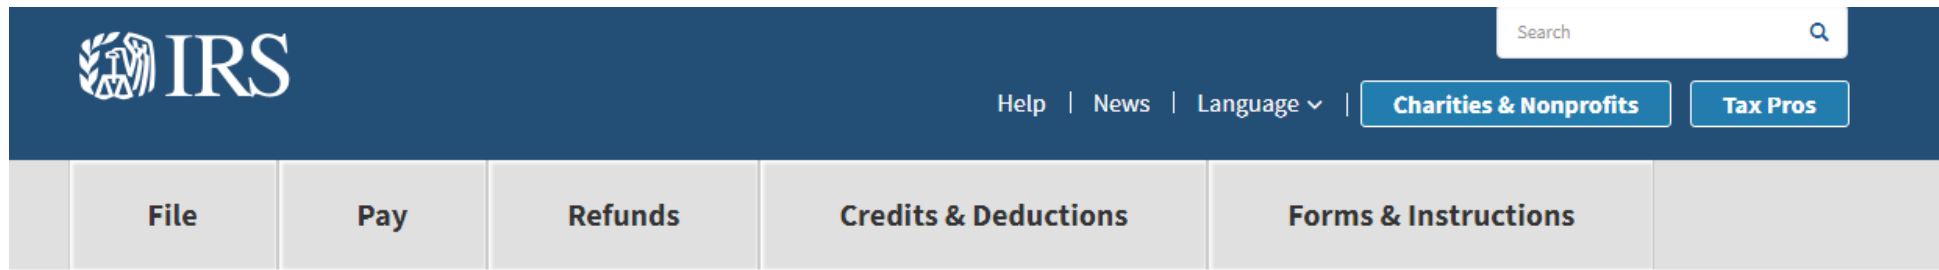 Search
IRS
Help | News | Language | Charities & Nonprofits Tax Pros
File Pay Refunds Credits & Deductions Forms & Instructions